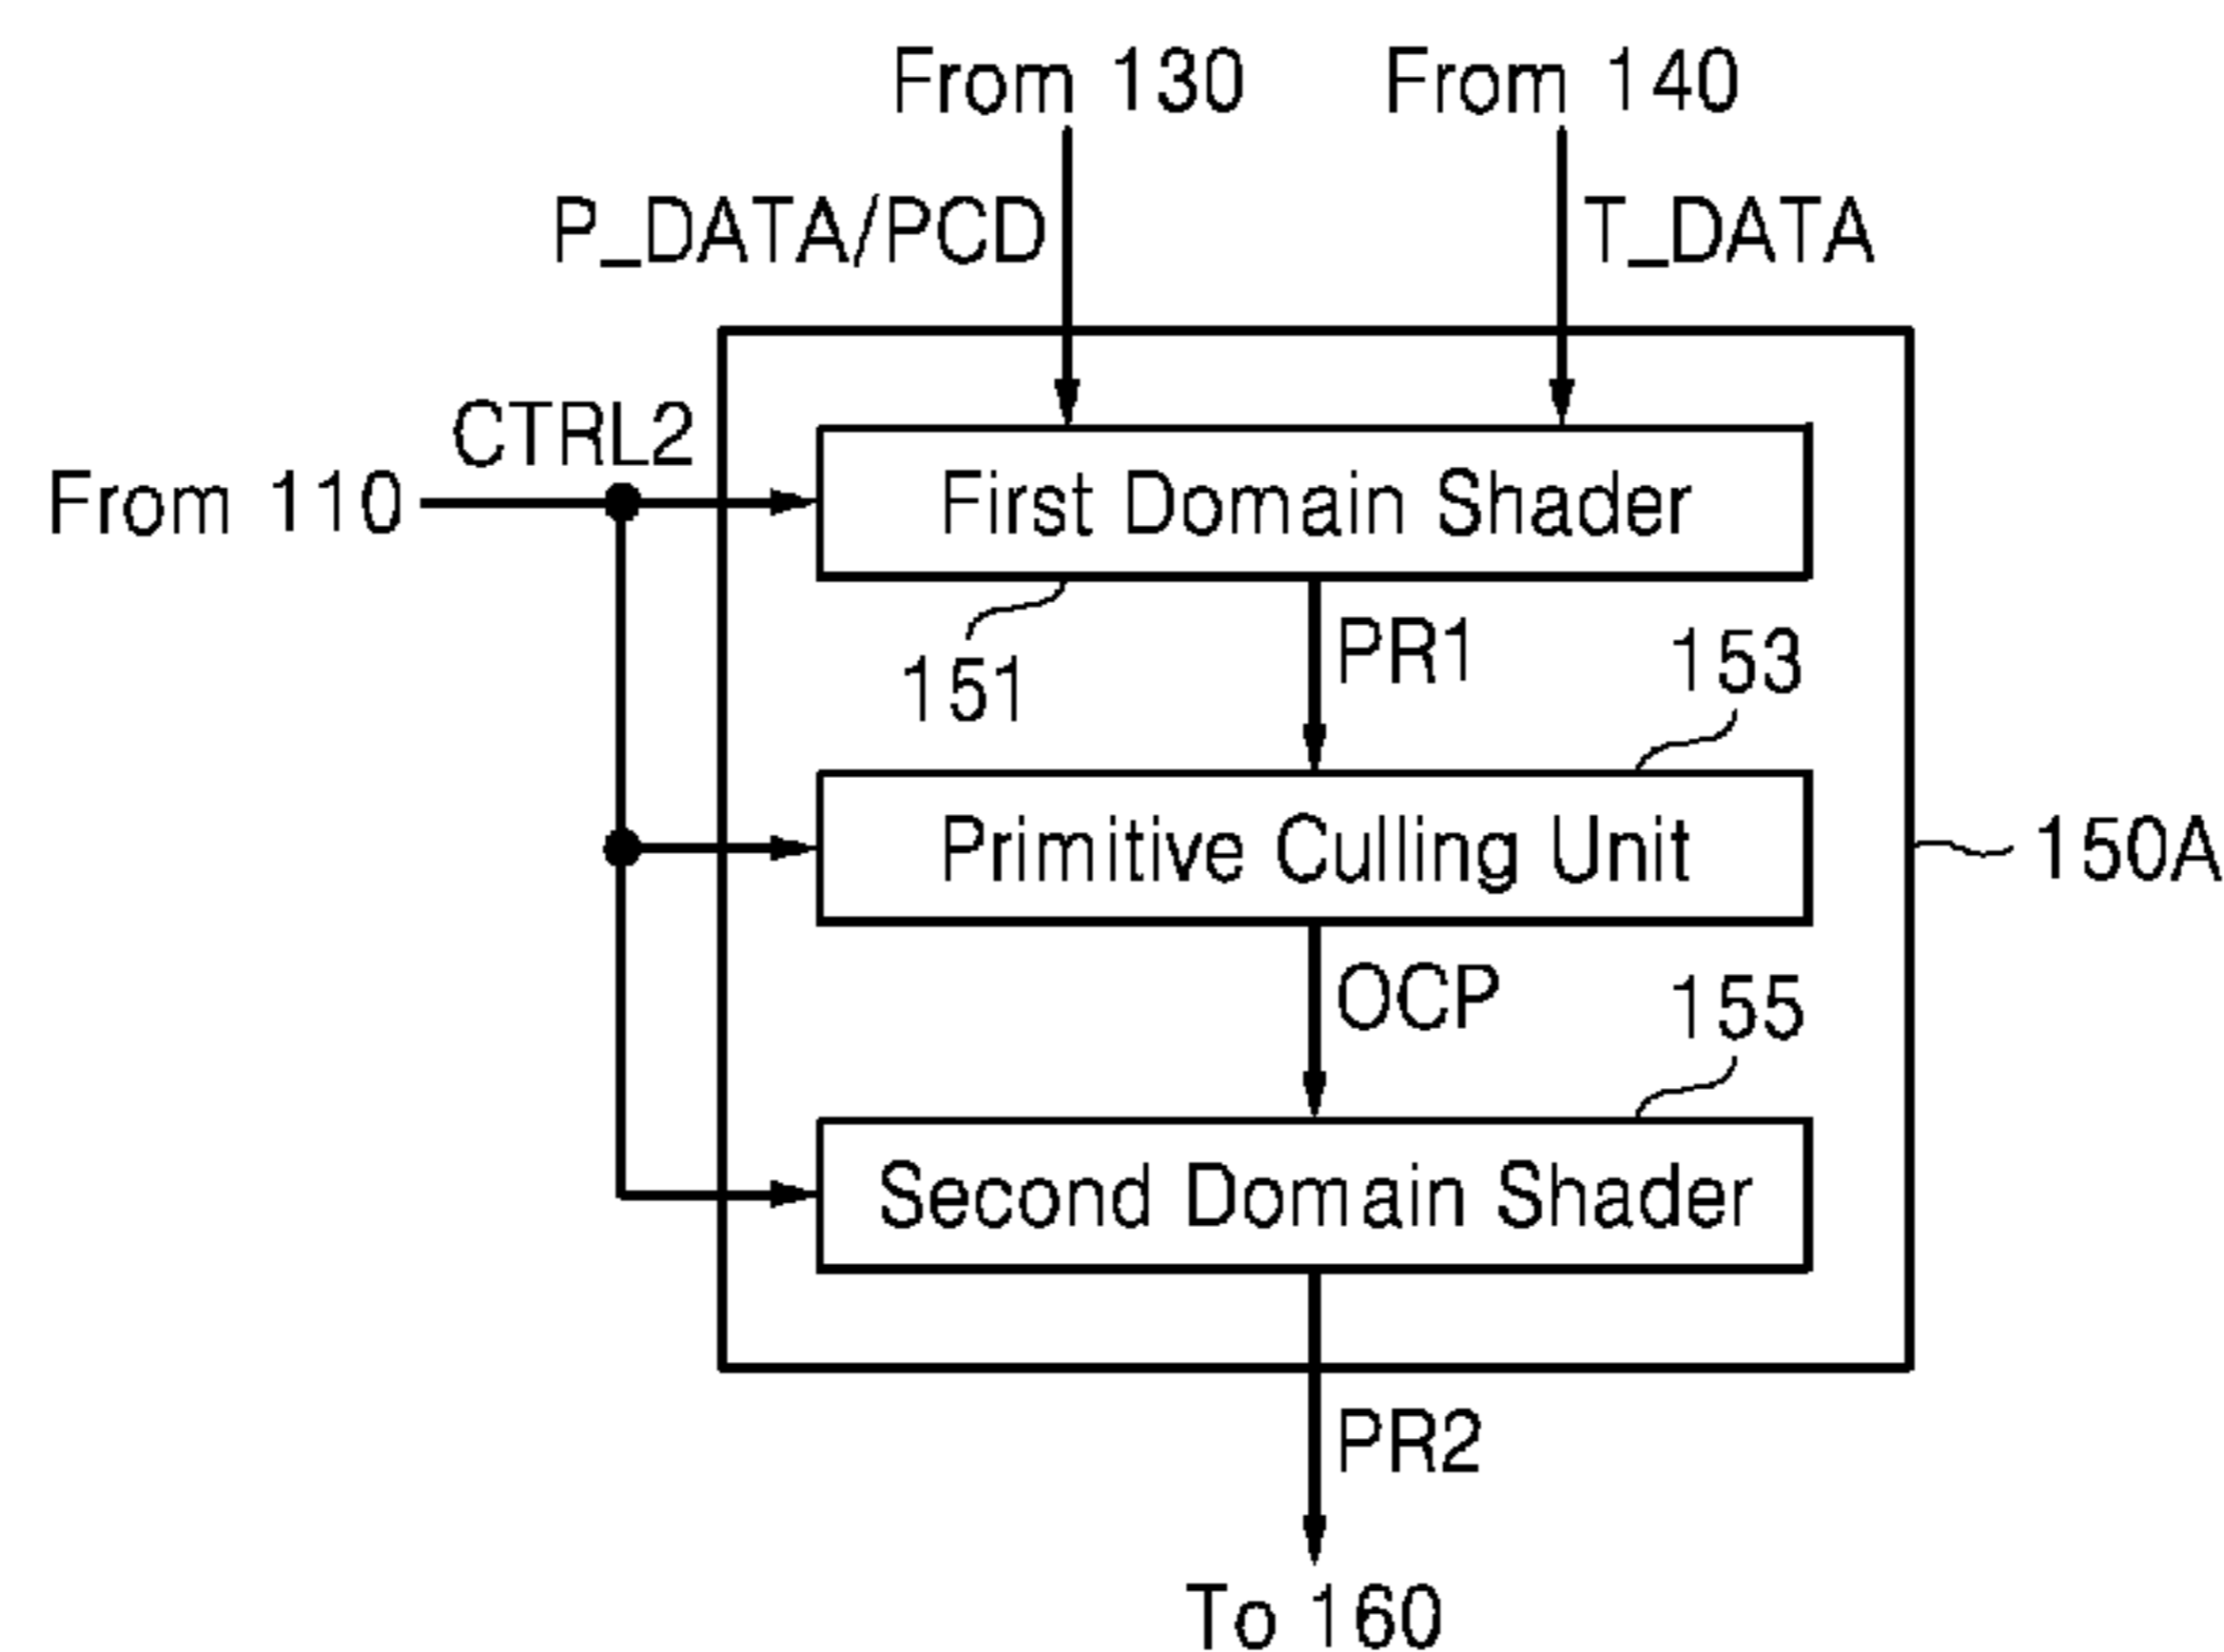 From 130
From 140
P_DATA/PCD
T_DATA
CTRL2
From 110
First Domain Shader
151
PR1
153
Primitive Culling Unit
150A
OCP
155
Second Domain Shader
PR2
To 160